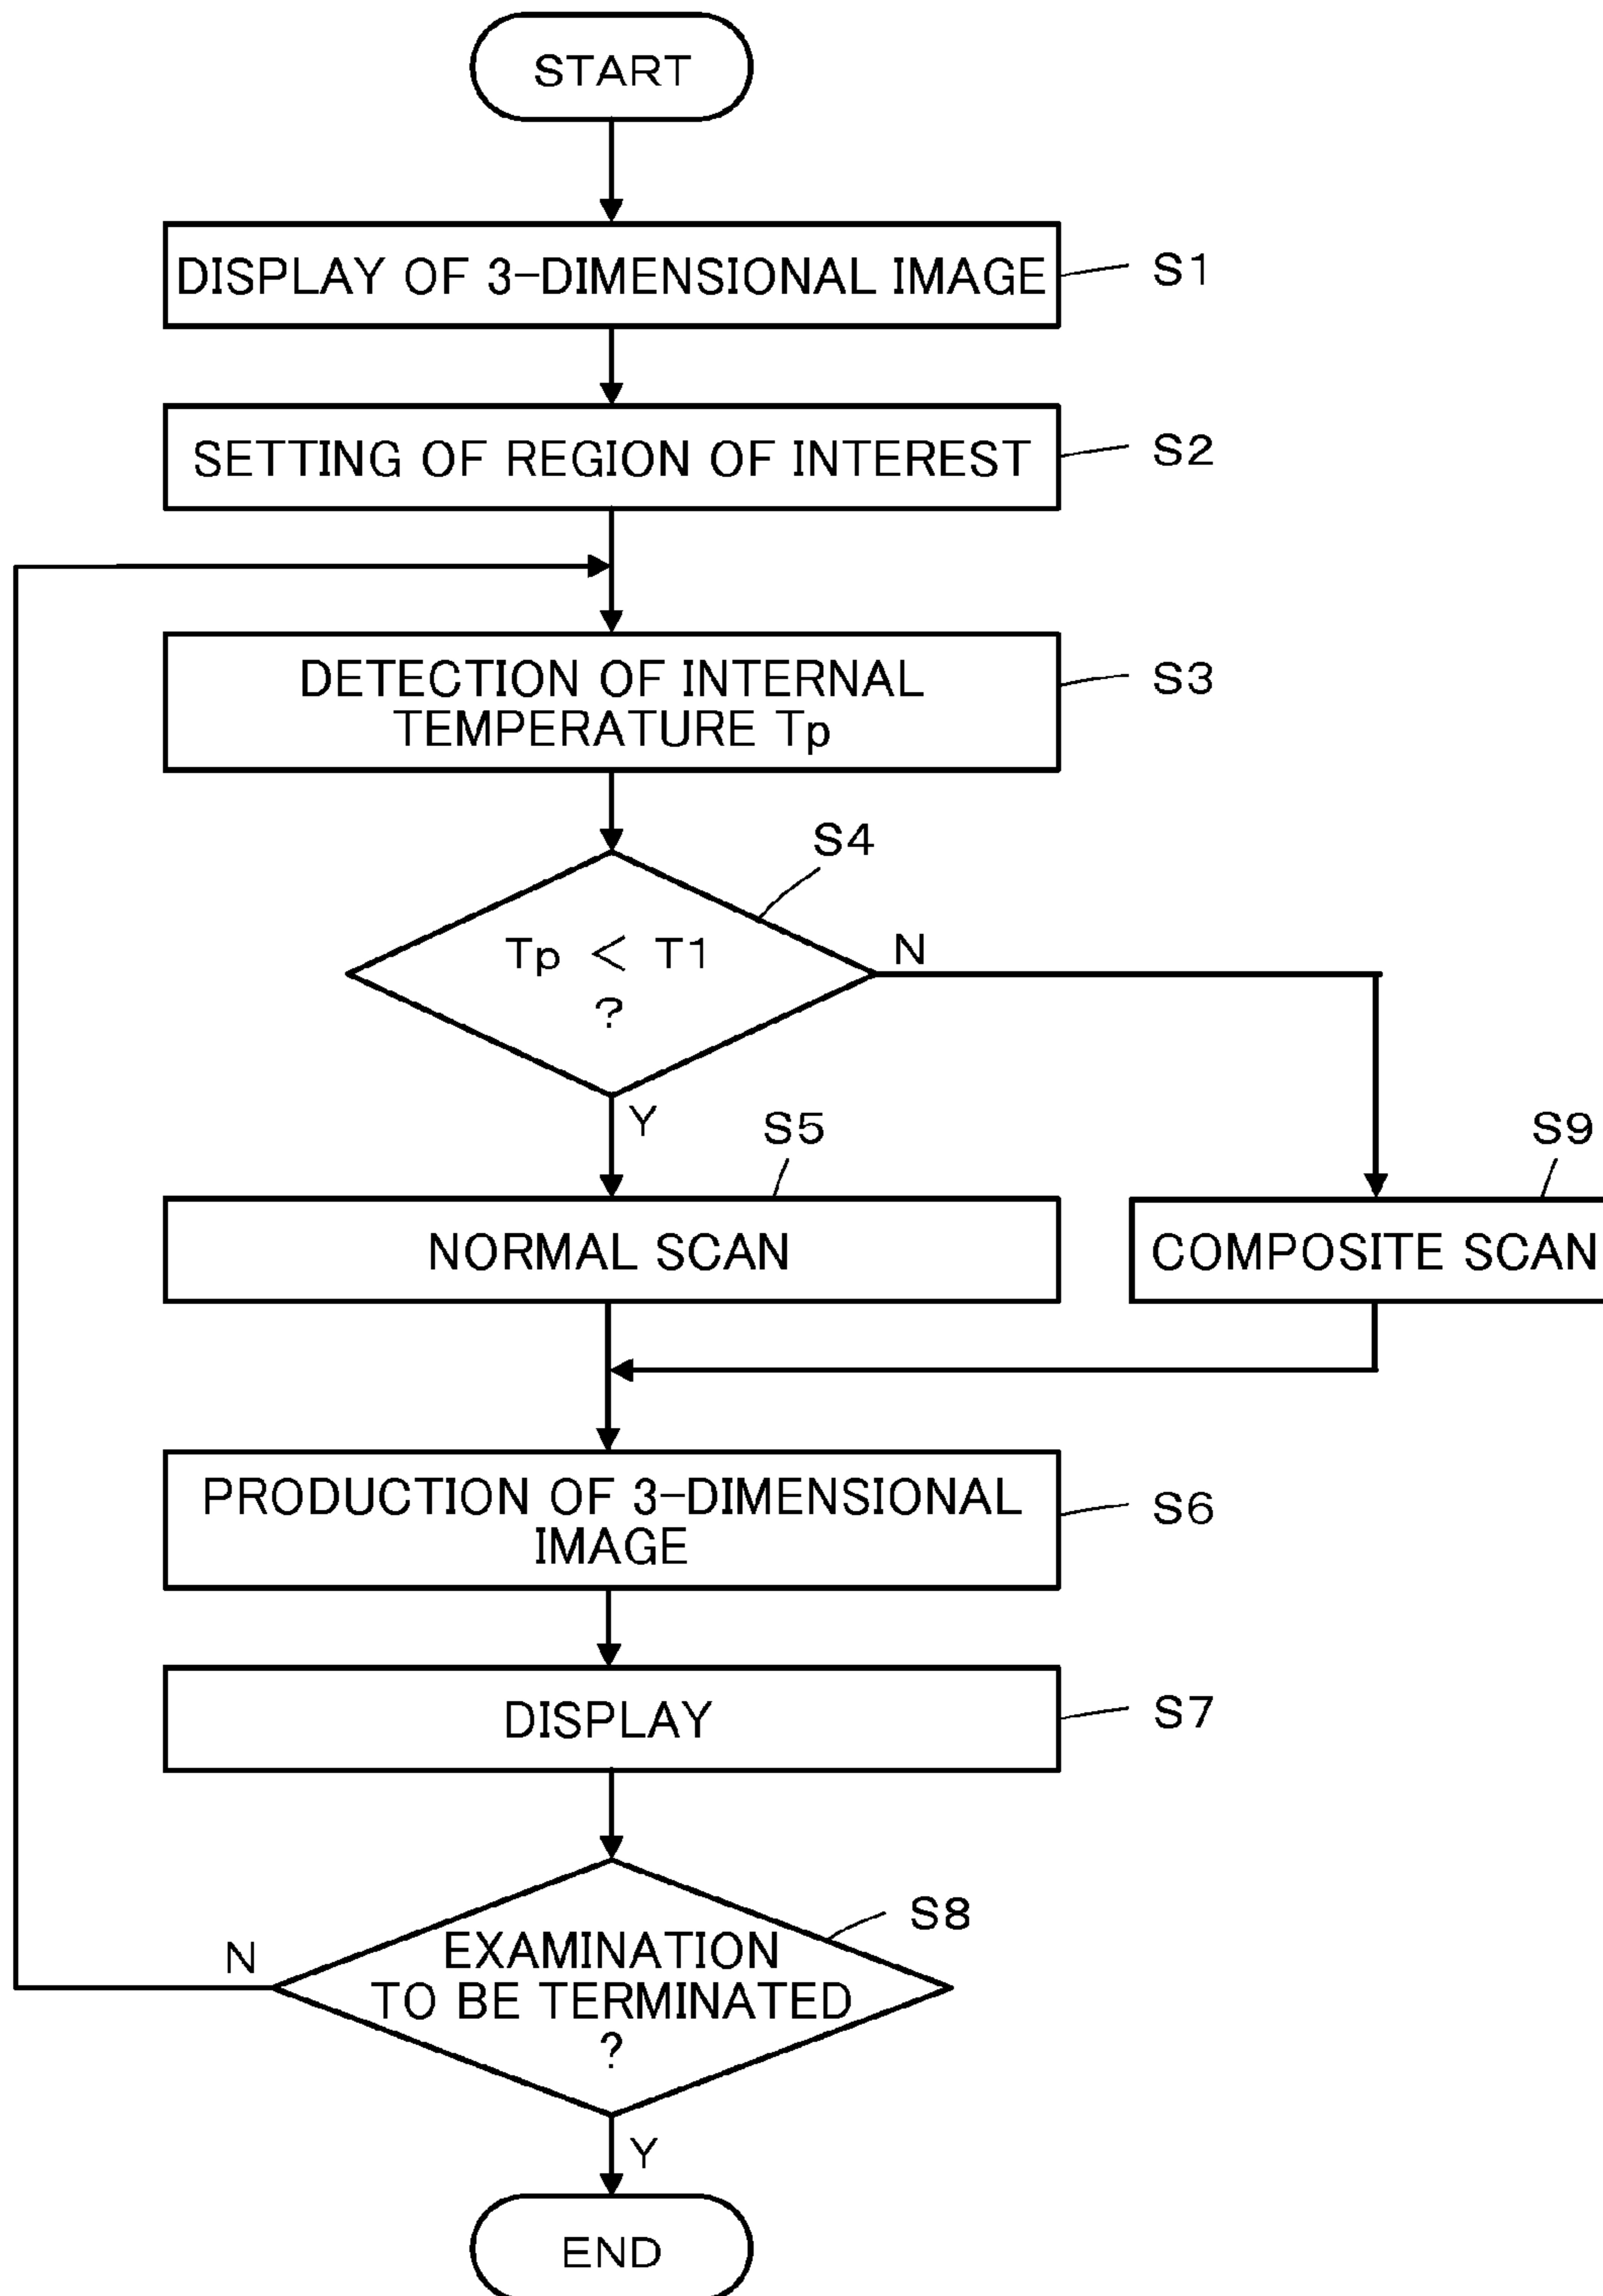 START
DISPLAY OF 3-DIMENSIONAL IMAGE
S1
SETTING OF REGION OF INTEREST
S2
DETECTION OF INTERNAL
TEMPERATURE Tp
S3
S4
Tp < T1
?
N
Y
S5
NORMAL SCAN
S9
COMPOSITE SCAN
PRODUCTION OF 3-DIMENSIONAL
IMAGE
S6
DISPLAY
S7
S8
EXAMINATION
TO BE TERMINATED
?
N
Y
END